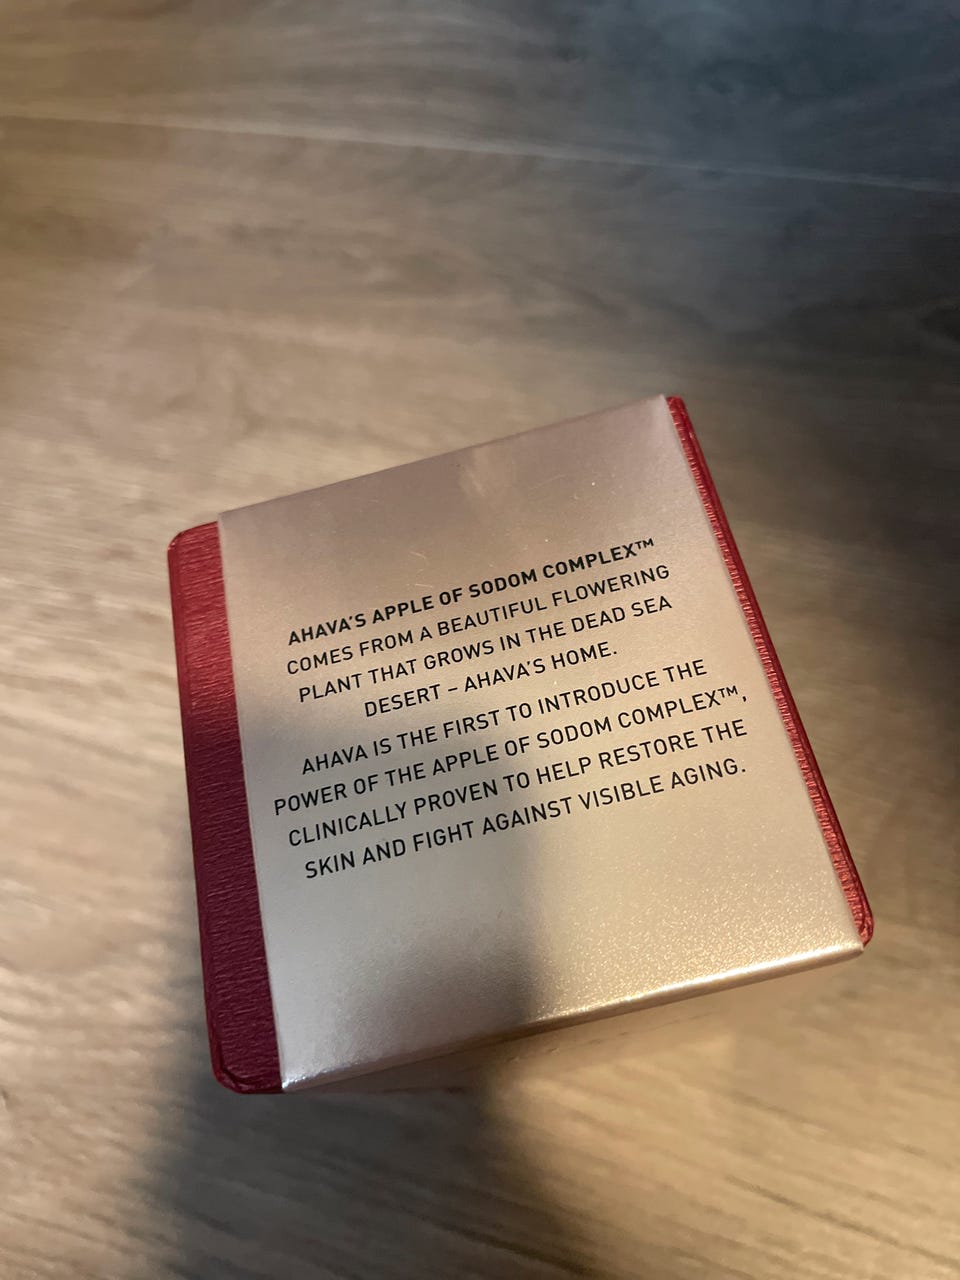 AHAVA'S APPLE OF SODOM COMPLEX™
COMES FROM A BEAUTIFUL FLOWERING
PLANT THAT GROWS IN THE DEAD SEA
DESERT – AHAVA'S HOME.
AHAVA IS THE FIRST TO INTRODUCE THE
POWER OF THE APPLE OF SODOM COMPLEX™,
CLINICALLY PROVEN TO HELP RESTORE THE
SKIN AND FIGHT AGAINST VISIBLE AGING.